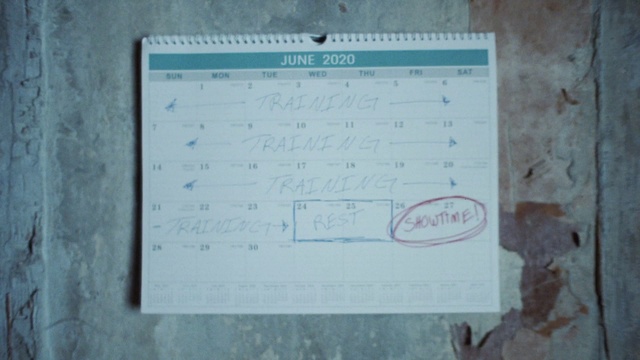 JUNE 2020
SUN MON TUE WED THU FRI SAT
1 2 3 4 5 6
TRAINING
7 8 9 10 11 12 13
TRAINING
14 15 16 17 18 19 20
TRAINING
21 22 23 24 25 26 27
TRAINING REST SHOWTIME!
28 29 30